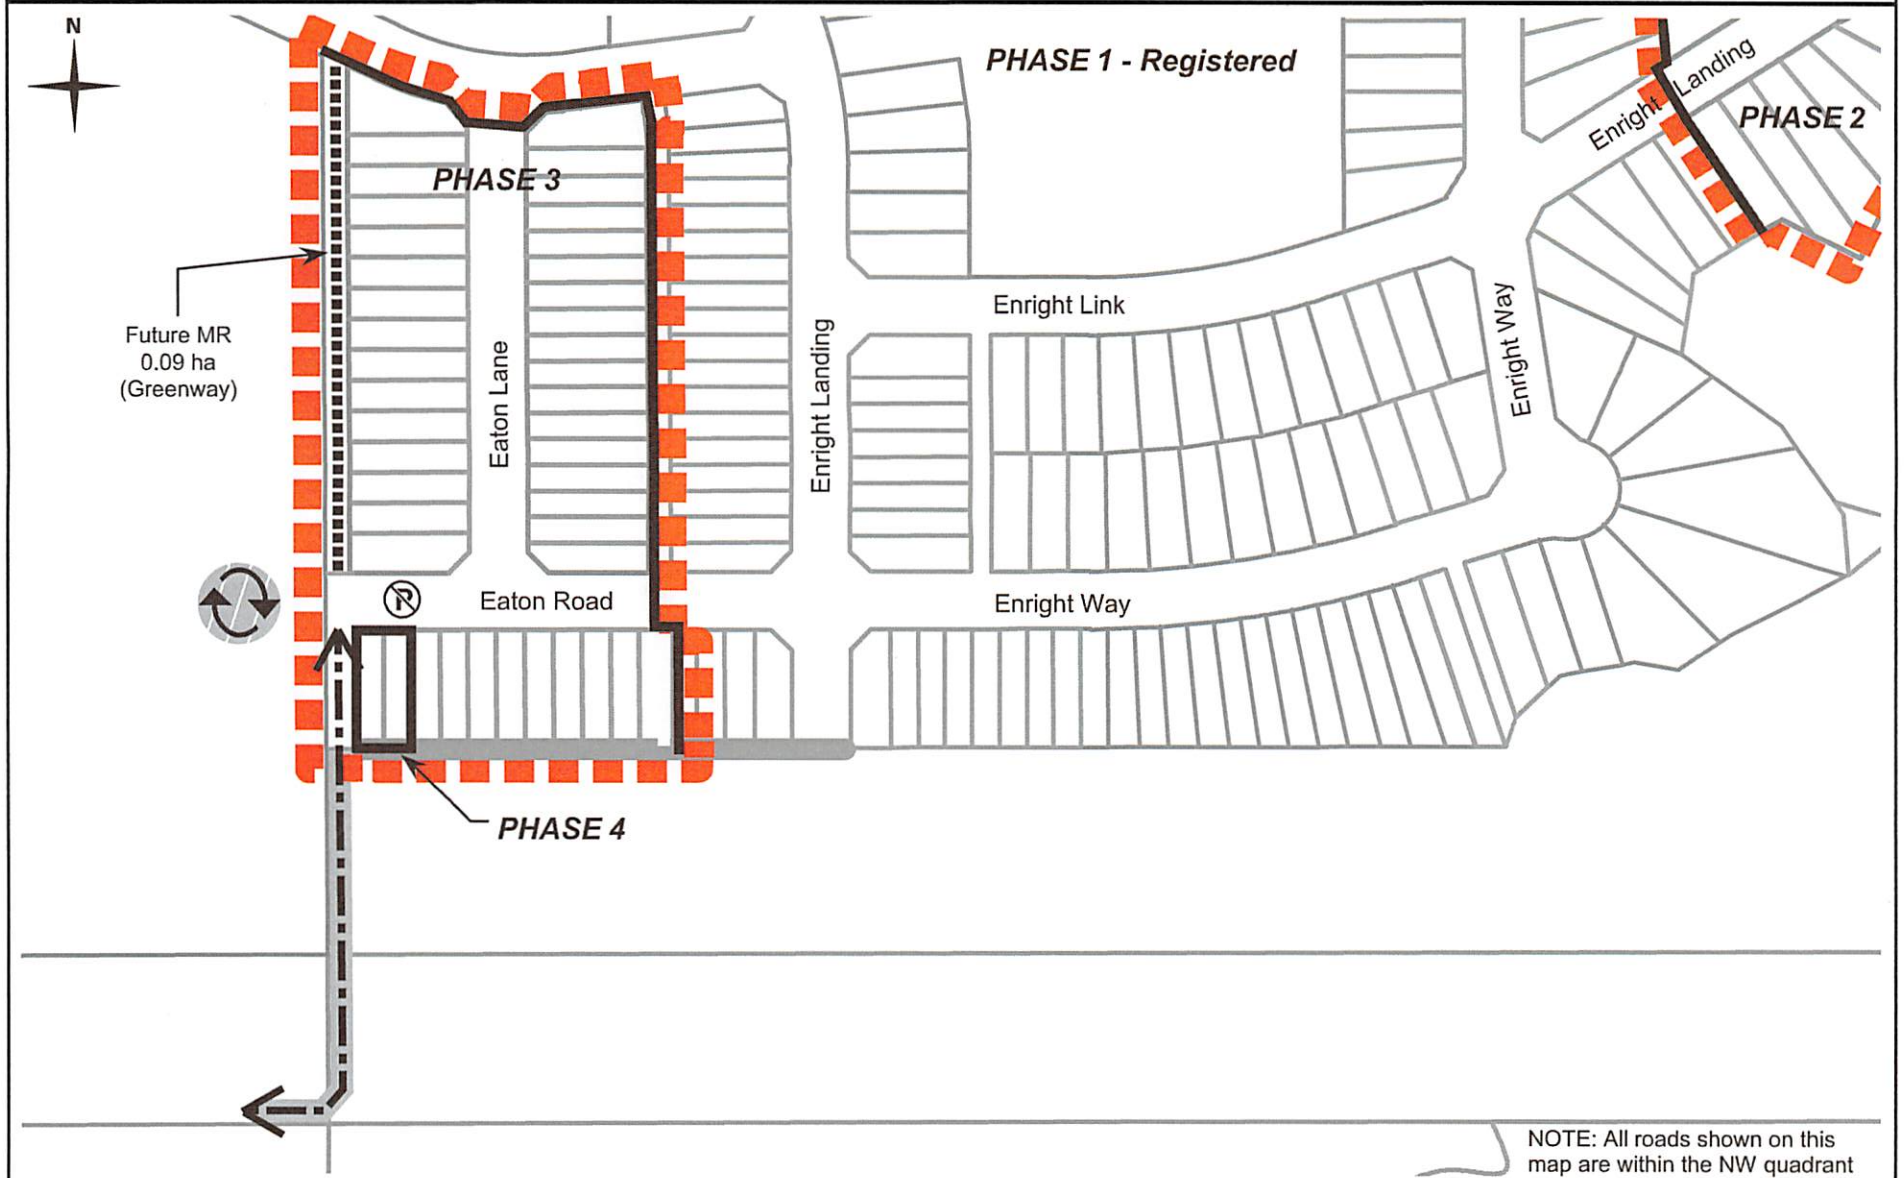 N
PHASE 1 - Registered
Enright Landing
PHASE 2
PHASE 3
Future MR
0.09 ha
(Greenway)
Eaton Lane
Enright Landing
Enright Link
Enright Way
Eaton Road
Enright Way
PHASE 4
NOTE: All roads shown on this
map are within the NW quadrant